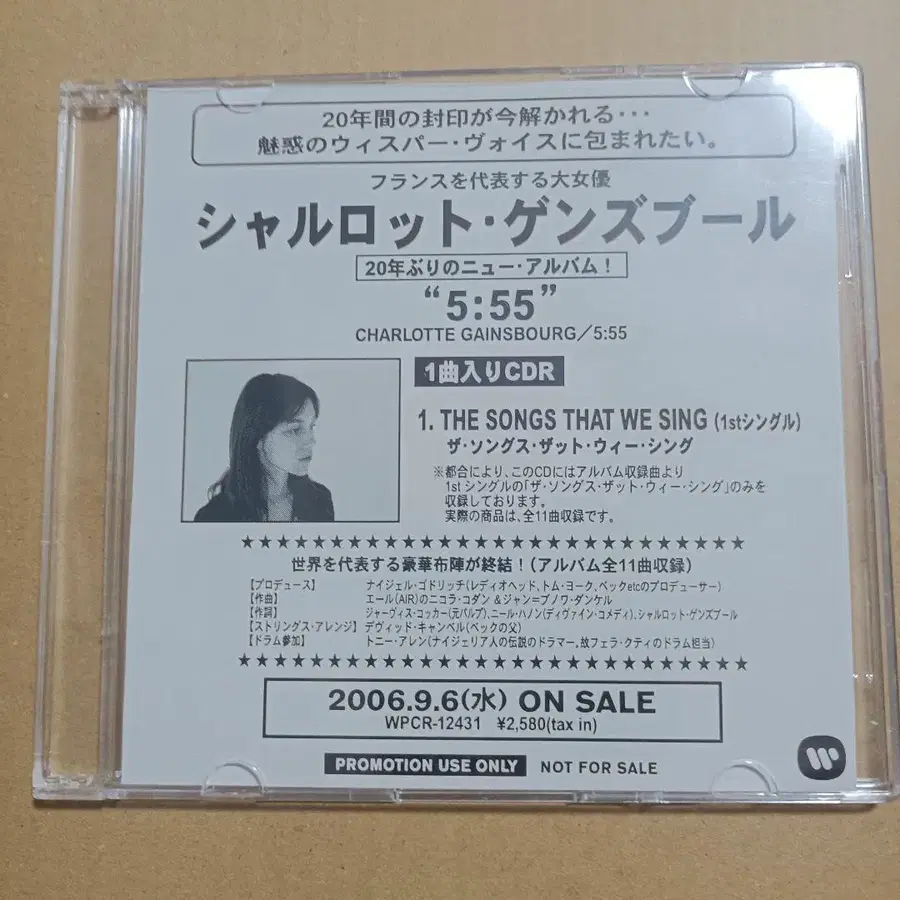 20年間の封印が今解かれる･･･
魅惑のウィスパー・ヴォイスに包まれたい。
フランスを代表する大女優
シャルロット・ゲンズブール
20年ぶりのニュー・アルバム！
“5:55”
CHARLOTTE GAINSBOURG／5:55
1曲入りCDR
1. THE SONGS THAT WE SING (1stシングル)
ザ・ソングス・ザット・ウィー・シング
※都合により、このCDにはアルバム収録曲より
1st シングルの「ザ・ソングス・ザット・ウィー・シング」のみを
収録しております。
実際の商品は、全11曲収録です。
★★★★★★★★★★★★★★★★★★★★★★★★★★★★★★★
世界を代表する豪華布陣が終結！(アルバム全11曲収録)
【プロデュース】 ナイジェル・ゴドリッチ(レディオヘッド、トム・ヨーク、ベックetcのプロデューサー)
【作曲】 エール(AIR)のニコラ・ゴダン &ジャン=ブノワ・ダンケル
【作詞】 ジャーヴィス・コッカー(元パルプ)、ニール・ハノン(ディヴァイン・コメディ)、シャルロット・ゲンズブール
【ストリングス・アレンジ】 デヴィッド・キャンベル(ベックの父)
【ドラム参加】 トニー・アレン(ナイジェリア人の伝説のドラマー、故フェラ・クティのドラム担当)
★★★★★★★★★★★★★★★★★★★★★★★★★★★★★★★
2006.9.6(水) ON SALE
WPCR-12431 ¥2,580(tax in)
PROMOTION USE ONLY NOT FOR SALE